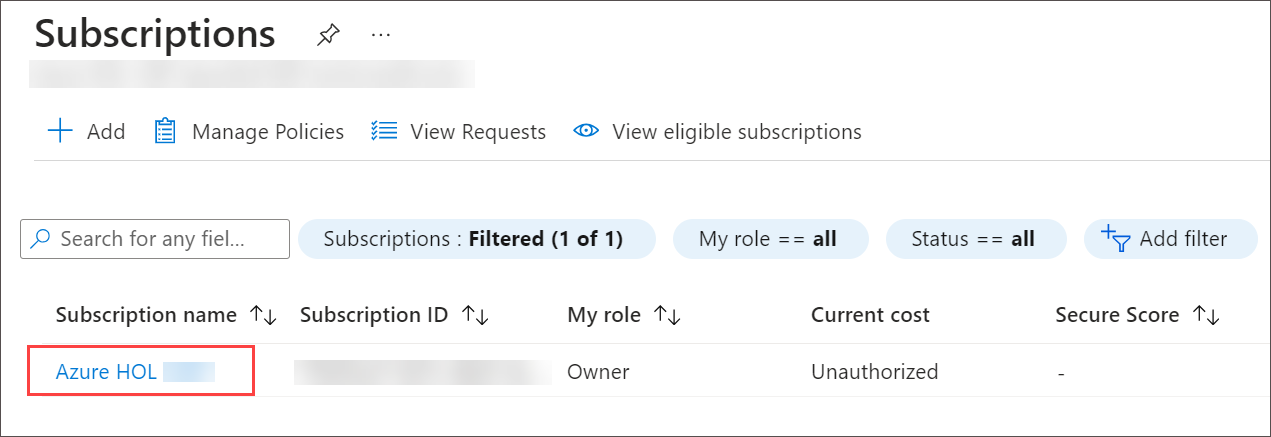 Subscriptions
...
Add Manage Policies View Requests View eligible subscriptions
Search for any fiel... Subscriptions : Filtered (1 of 1) My role == all Status == all Add filter
Subscription name Subscription ID My role Current cost Secure Score
Azure HOL Owner Unauthorized -